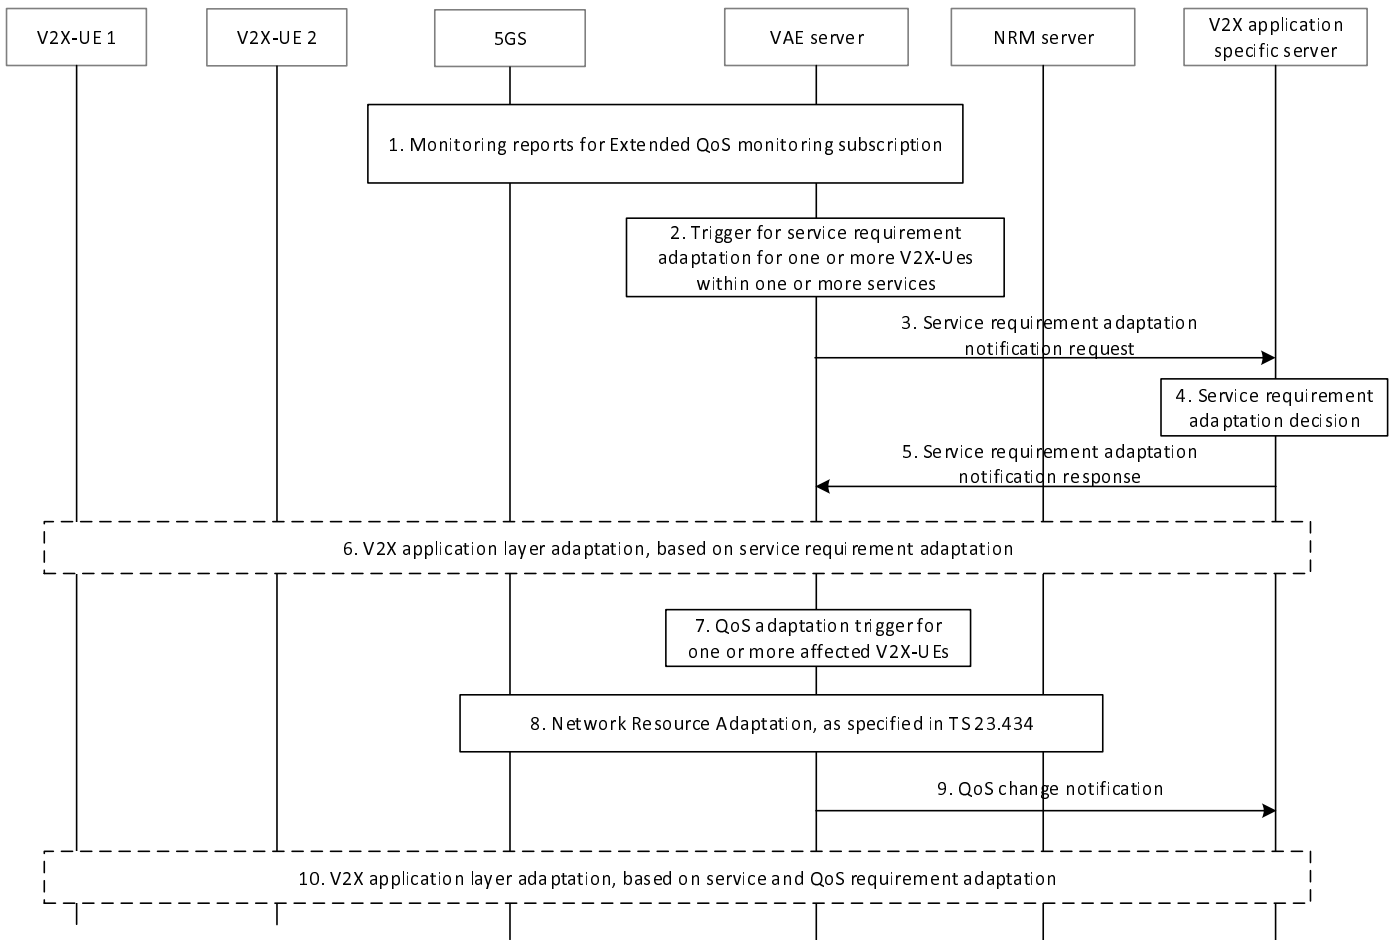 V2X-UE 1
V2X-UE 2
5GS
VAE server
NRM server
V2X application
specific server
1. Monitoring reports for Extended QoS monitoring subscription
2. Trigger for service requirement
adaptation for one or more V2X-Ues
within one or more services
3. Service requirement adaptation
notification request
4. Service requirement
adaptation decision
5. Service requirement adaptation
notification response
6. V2X application layer adaptation, based on service requirement adaptation
7. QoS adaptation trigger for
one or more affected V2X-UEs
8. Network Resource Adaptation, as specified in TS 23.434
9. QoS change notification
10. V2X application layer adaptation, based on service and QoS requirement adaptation